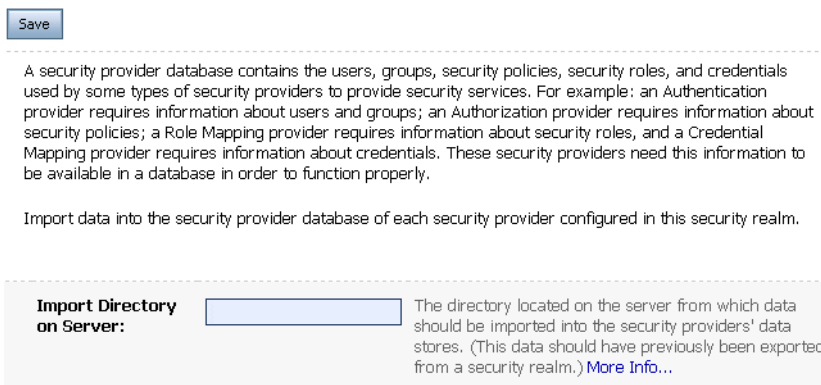 Save
A security provider database contains the users, groups, security policies, security roles, and credentials
used by some types of security providers to provide security services. For example: an Authentication
provider requires information about users and groups; an Authorization provider requires information about
security policies; a Role Mapping provider requires information about security roles, and a Credential
Mapping provider requires information about credentials. These security providers need this information to
be available in a database in order to function properly.
Import data into the security provider database of each security provider configured in this security realm.
Import Directory
on Server:
The directory located on the server from which data
should be imported into the security providers' data
stores. (This data should have previously been exported
from a security realm.) More Info...